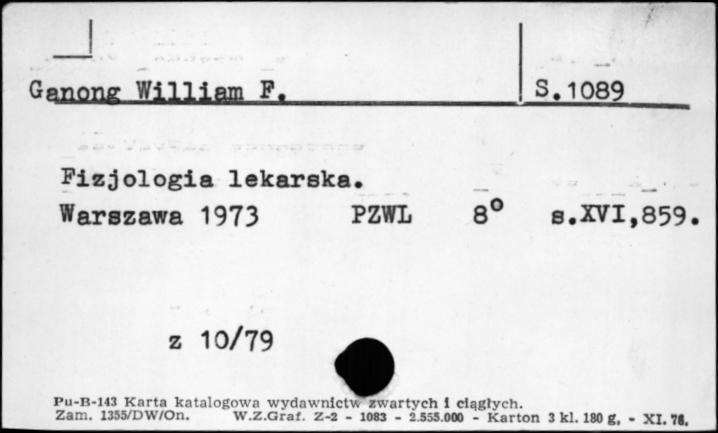 Ganong William F. S.1089
Fizjologia lekarska.
Warszawa 1973 PZWL 8° s.XVI,859.
z 10/79
Pu-B-143 Karta katalogowa wydawnictw zwartych i ciągłych.
Zam. 1355/DW/On. W.Z.Graf. Z-2 - 1083 - 2.555.000 - Karton 3 kl. 180 g. - XI. 76.